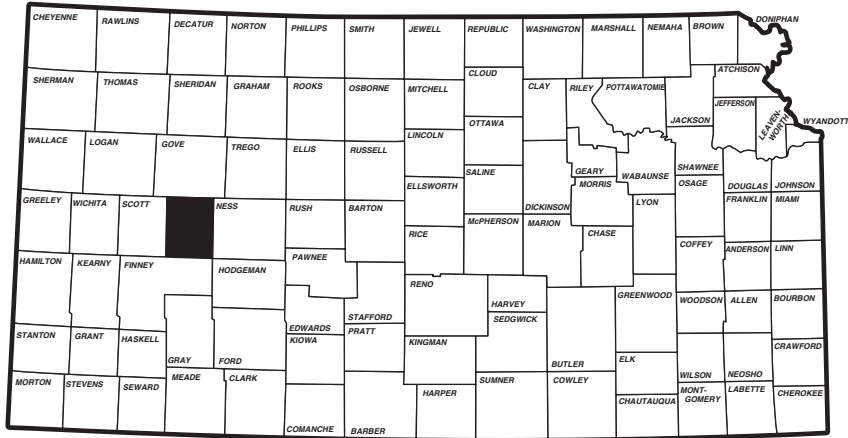 CHEYENNE
RAWLINS
DECATUR
NORTON
PHILLIPS
SMITH
JEWELL
REPUBLIC
WASHINGTON
MARSHALL
NEMAHA
BROWN
DONIPHAN
SHERMAN
THOMAS
SHERIDAN
GRAHAM
ROOKS
OSBORNE
MITCHELL
CLOUD
CLAY
RILEY
POTTAWATOMIE
ATCHISON
JACKSON
JEFFERSON
LEAVEN-
WORTH
WYANDOTT
WALLACE
LOGAN
GOVE
TREGO
ELLIS
RUSSELL
LINCOLN
OTTAWA
SALINE
GEARY
MORRIS
WABAUNSE
SHAWNEE
OSAGE
DOUGLAS
JOHNSON
GREELEY
WICHITA
SCOTT
NESS
RUSH
BARTON
ELLSWORTH
RICE
McPHERSON
DICKINSON
MARION
CHASE
LYON
FRANKLIN
MIAMI
HAMILTON
KEARNY
FINNEY
HODGEMAN
PAWNEE
STAFFORD
RENO
HARVEY
SEDGWICK
COFFEY
ANDERSON
LINN
GREENWOOD
WOODSON
ALLEN
BOURBON
STANTON
GRANT
HASKELL
GRAY
FORD
EDWARDS
KIOWA
PRATT
KINGMAN
BUTLER
ELK
WILSON
NEOSHO
CRAWFORD
MORTON
STEVENS
SEWARD
MEADE
CLARK
COMANCHE
BARBER
HARPER
SUMNER
COWLEY
CHAUTAUQUA
MONT-
GOMERY
LABETTE
CHEROKEE